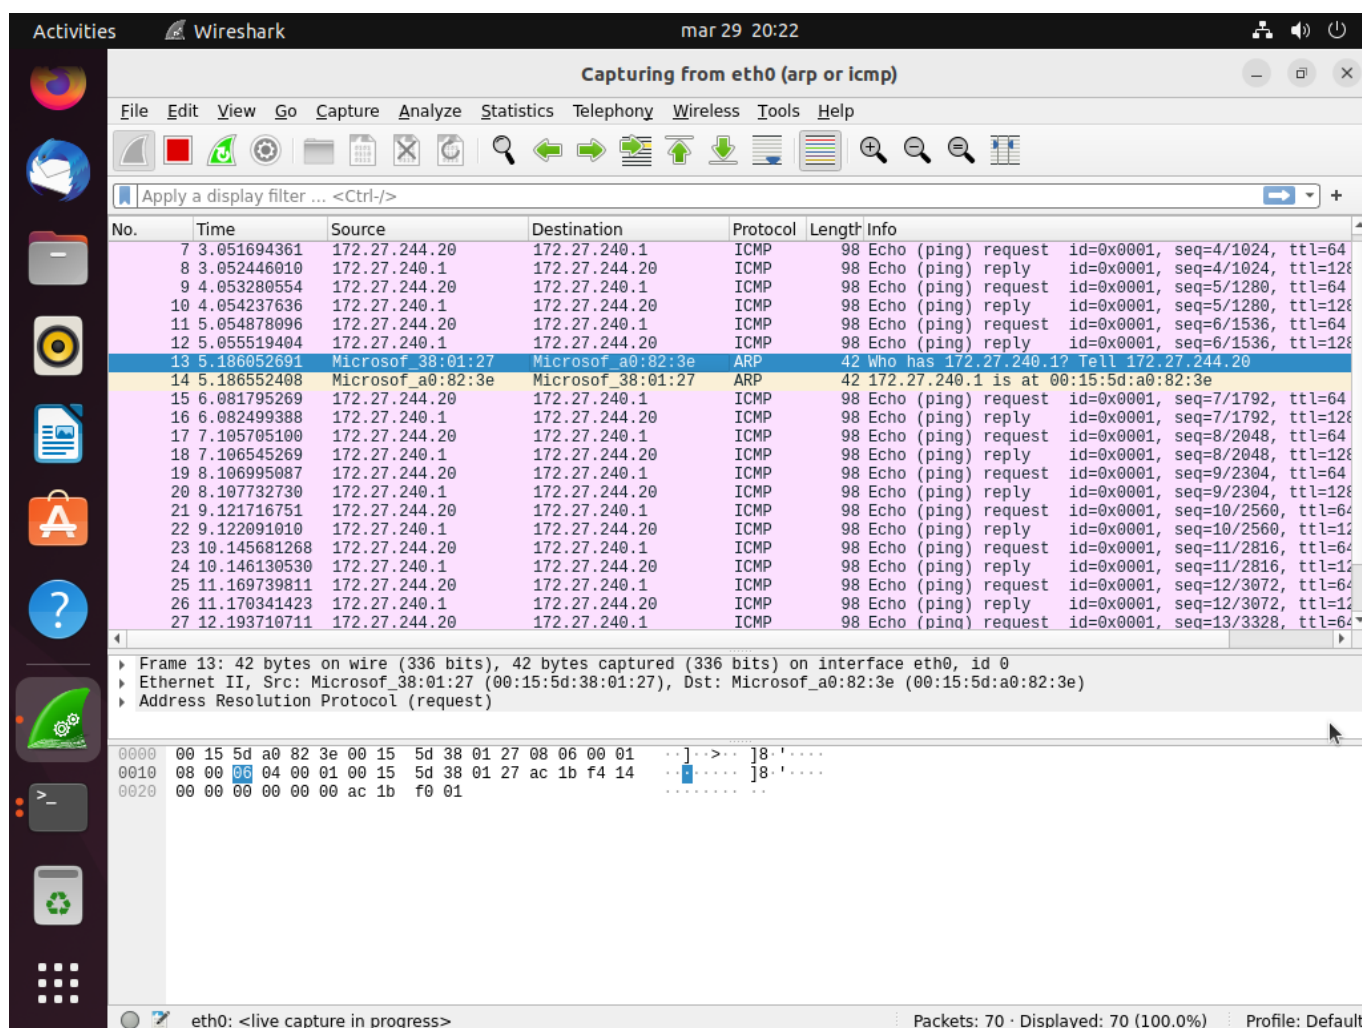 Activities Wireshark mar 29 20:22
Capturing from eth0 (arp or icmp)
File Edit View Go Capture Analyze Statistics Telephony Wireless Tools Help
Apply a display filter ... <Ctrl-/>
No. Time Source Destination Protocol Length Info
7 3.051694361 172.27.244.20 172.27.240.1 ICMP 98 Echo (ping) request id=0x0001, seq=4/1024, ttl=64
8 3.052446010 172.27.240.1 172.27.244.20 ICMP 98 Echo (ping) reply id=0x0001, seq=4/1024, ttl=128
9 4.053280554 172.27.244.20 172.27.240.1 ICMP 98 Echo (ping) request id=0x0001, seq=5/1280, ttl=64
10 4.054237636 172.27.240.1 172.27.244.20 ICMP 98 Echo (ping) reply id=0x0001, seq=5/1280, ttl=128
11 5.054878096 172.27.244.20 172.27.240.1 ICMP 98 Echo (ping) request id=0x0001, seq=6/1536, ttl=64
12 5.055519404 172.27.240.1 172.27.244.20 ICMP 98 Echo (ping) reply id=0x0001, seq=6/1536, ttl=128
13 5.186052691 Microsof_38:01:27 Microsof_a0:82:3e ARP 42 Who has 172.27.240.1? Tell 172.27.244.20
14 5.186552408 Microsof_a0:82:3e Microsof_38:01:27 ARP 42 172.27.240.1 is at 00:15:5d:a0:82:3e
15 6.081795269 172.27.244.20 172.27.240.1 ICMP 98 Echo (ping) request id=0x0001, seq=7/1792, ttl=64
16 6.082499388 172.27.240.1 172.27.244.20 ICMP 98 Echo (ping) reply id=0x0001, seq=7/1792, ttl=128
17 7.105705100 172.27.244.20 172.27.240.1 ICMP 98 Echo (ping) request id=0x0001, seq=8/2048, ttl=64
18 7.106545269 172.27.240.1 172.27.244.20 ICMP 98 Echo (ping) reply id=0x0001, seq=8/2048, ttl=128
19 8.106995087 172.27.244.20 172.27.240.1 ICMP 98 Echo (ping) request id=0x0001, seq=9/2304, ttl=64
20 8.107732730 172.27.240.1 172.27.244.20 ICMP 98 Echo (ping) reply id=0x0001, seq=9/2304, ttl=128
21 9.121716751 172.27.244.20 172.27.240.1 ICMP 98 Echo (ping) request id=0x0001, seq=10/2560, ttl=64
22 9.122091010 172.27.240.1 172.27.244.20 ICMP 98 Echo (ping) reply id=0x0001, seq=10/2560, ttl=12
23 10.145681268 172.27.244.20 172.27.240.1 ICMP 98 Echo (ping) request id=0x0001, seq=11/2816, ttl=64
24 10.146130530 172.27.240.1 172.27.244.20 ICMP 98 Echo (ping) reply id=0x0001, seq=11/2816, ttl=12
25 11.169739811 172.27.244.20 172.27.240.1 ICMP 98 Echo (ping) request id=0x0001, seq=12/3072, ttl=64
26 11.170341423 172.27.240.1 172.27.244.20 ICMP 98 Echo (ping) reply id=0x0001, seq=12/3072, ttl=12
27 12.193710711 172.27.244.20 172.27.240.1 ICMP 98 Echo (ping) request id=0x0001, seq=13/3328, ttl=64
Frame 13: 42 bytes on wire (336 bits), 42 bytes captured (336 bits) on interface eth0, id 0
Ethernet II, Src: Microsof_38:01:27 (00:15:5d:38:01:27), Dst: Microsof_a0:82:3e (00:15:5d:a0:82:3e)
Address Resolution Protocol (request)
0000 00 15 5d a0 82 3e 00 15 5d 38 01 27 08 06 00 01 ··]··>·· ]8·'····
0010 08 00 06 04 00 01 00 15 5d 38 01 27 ac 1b f4 14 ········ ]8·'····
0020 00 00 00 00 00 00 ac 1b f0 01 ········ ··
eth0: <live capture in progress> Packets: 70 · Displayed: 70 (100.0%) Profile: Default